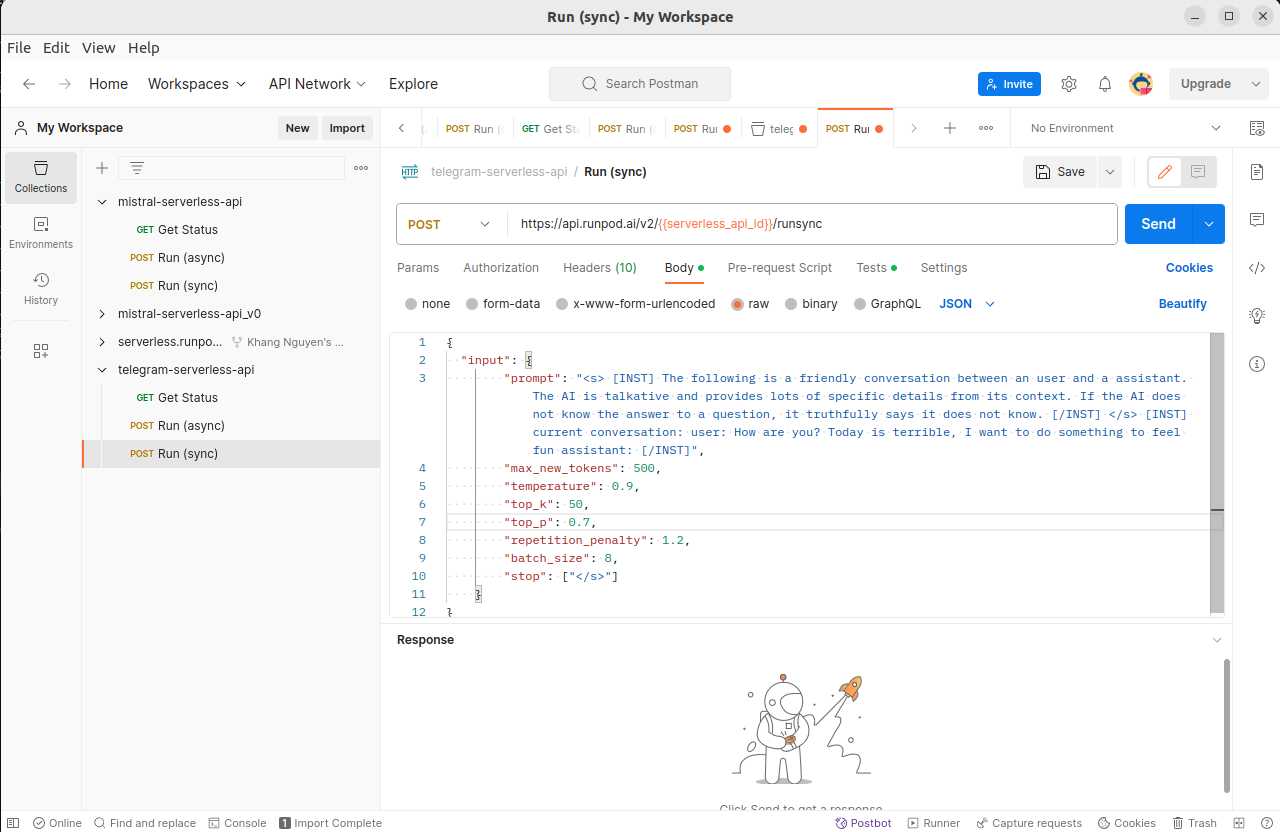 Run (sync) - My Workspace
File Edit View Help
Home Workspaces API Network Explore Search Postman Invite Upgrade
My Workspace New Import
POST Run ( GET Get St POST Run ( POST Ru teleg POST Ru No Environment
Collections
Environments
History
mistral-serverless-api
GET Get Status
POST Run (async)
POST Run (sync)
mistral-serverless-api_v0
serverless.runpo... Khang Nguyen's ...
telegram-serverless-api
GET Get Status
POST Run (async)
POST Run (sync)
HTTP telegram-serverless-api / Run (sync) Save
POST https://api.runpod.ai/v2/{{serverless_api_id}}/runsync Send
Params Authorization Headers (10) Body Pre-request Script Tests Settings Cookies
none form-data x-www-form-urlencoded raw binary GraphQL JSON Beautify
1 {
2 "input": {
3 "prompt": "<s> [INST] The following is a friendly conversation between an user and a assistant.
The AI is talkative and provides lots of specific details from its context. If the AI does
not know the answer to a question, it truthfully says it does not know. [/INST] </s> [INST]
current conversation: user: How are you? Today is terrible, I want to do something to feel
fun assistant: [/INST]",
4 "max_new_tokens": 500,
5 "temperature": 0.9,
6 "top_k": 50,
7 "top_p": 0.7,
8 "repetition_penalty": 1.2,
9 "batch_size": 8,
10 "stop": ["</s>"]
11 }
12 }
Response
Click Send to get a response
Online Find and replace Console 1 Import Complete Postbot Runner Capture requests Cookies Trash